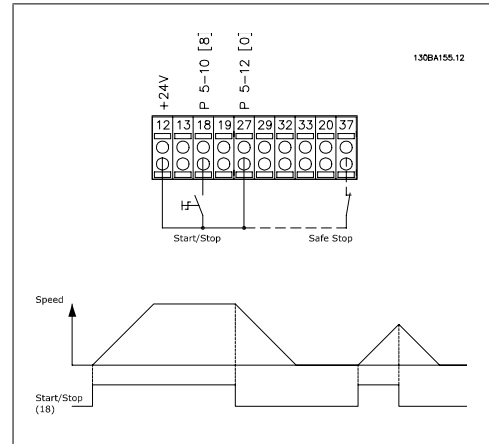 130BA155.12
+24V
P 5-10 [8]
P 5-12 [0]
12 13 18 19 27 29 32 33 20 37
Start/Stop
Safe Stop
Speed
Start/Stop
(18)